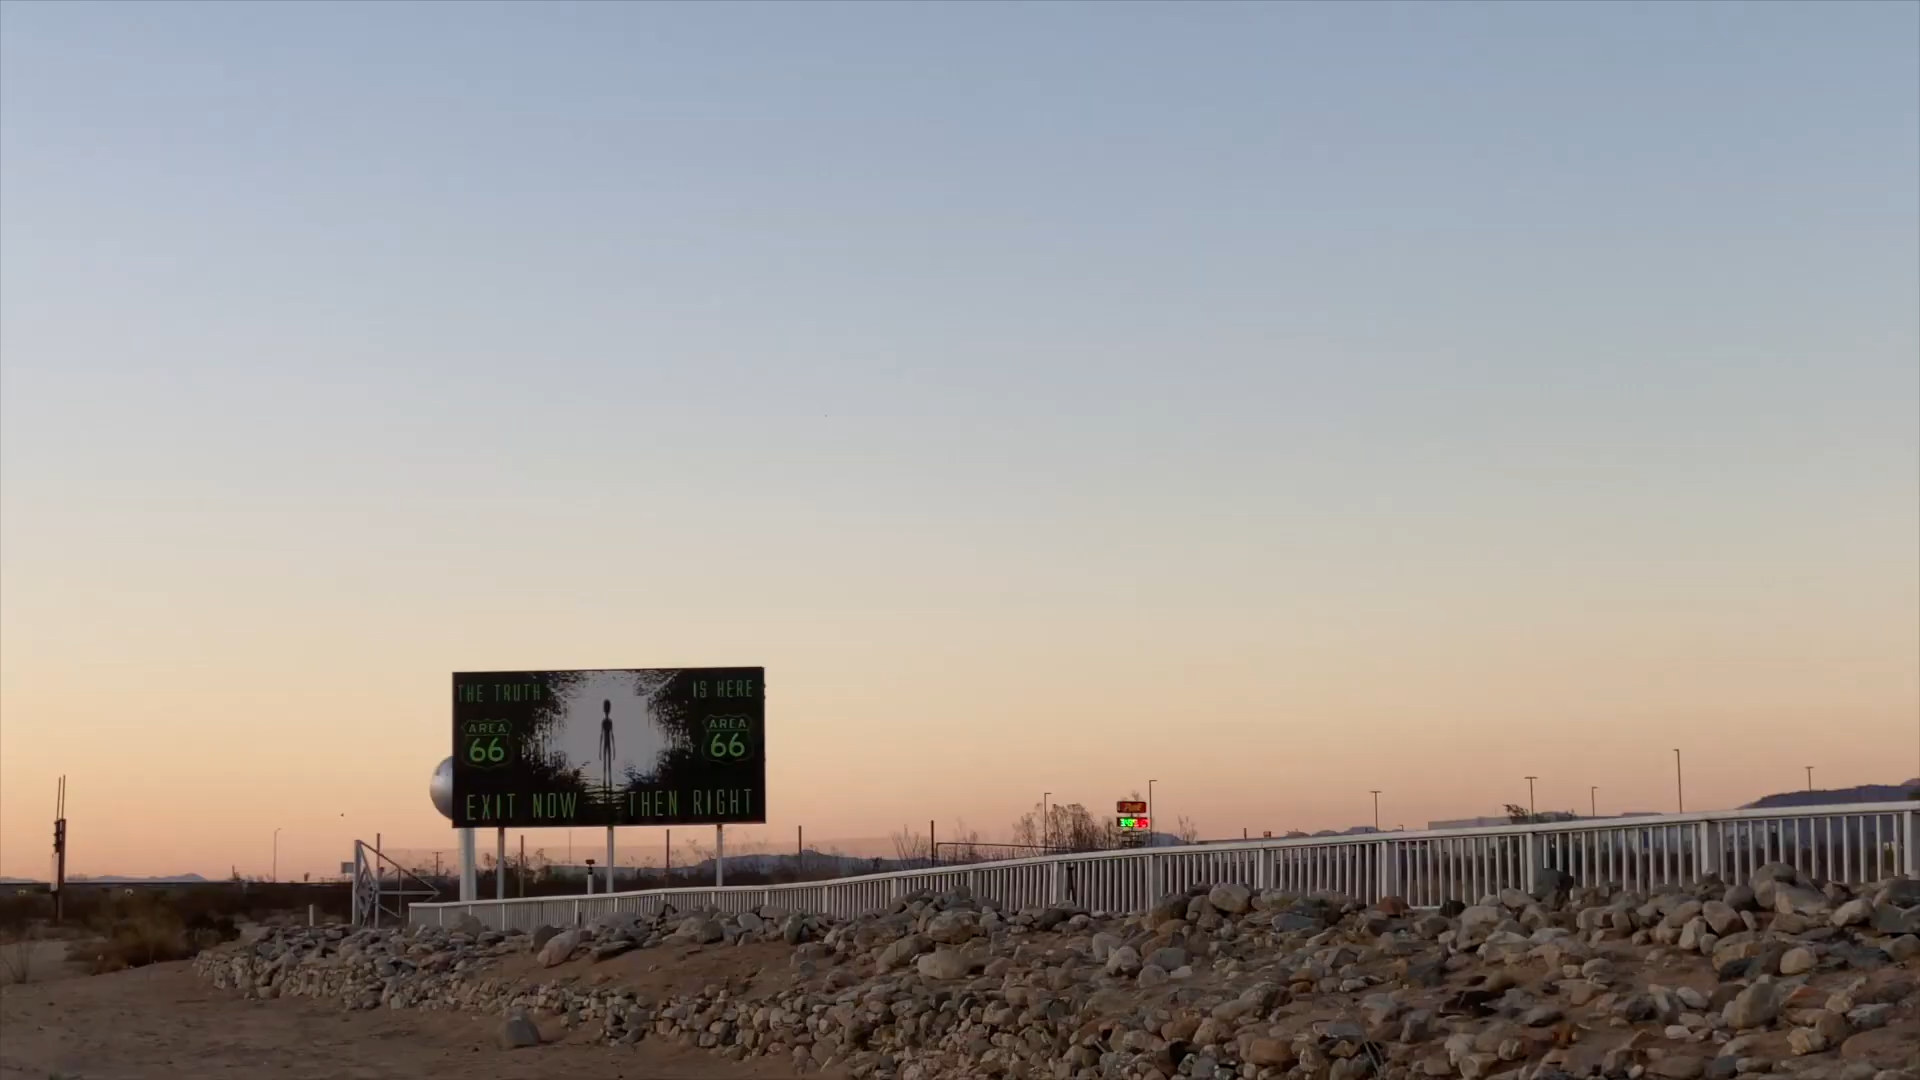 THE TRUTH IS HERE
AREA AREA
66 66
EXIT NOW THEN RIGHT